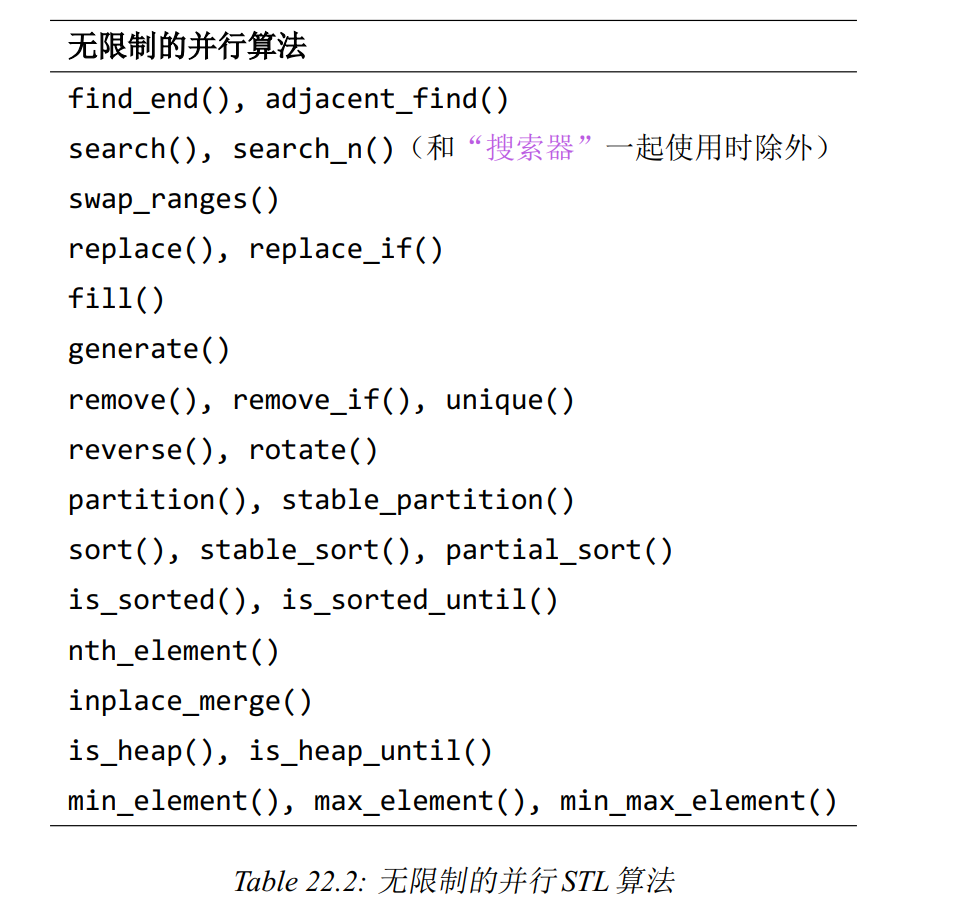 无限制的并行算法
find_end(), adjacent_find()
search(), search_n()（和“搜索器”一起使用时除外）
swap_ranges()
replace(), replace_if()
fill()
generate()
remove(), remove_if(), unique()
reverse(), rotate()
partition(), stable_partition()
sort(), stable_sort(), partial_sort()
is_sorted(), is_sorted_until()
nth_element()
inplace_merge()
is_heap(), is_heap_until()
min_element(), max_element(), min_max_element()
Table 22.2: 无限制的并行 STL 算法